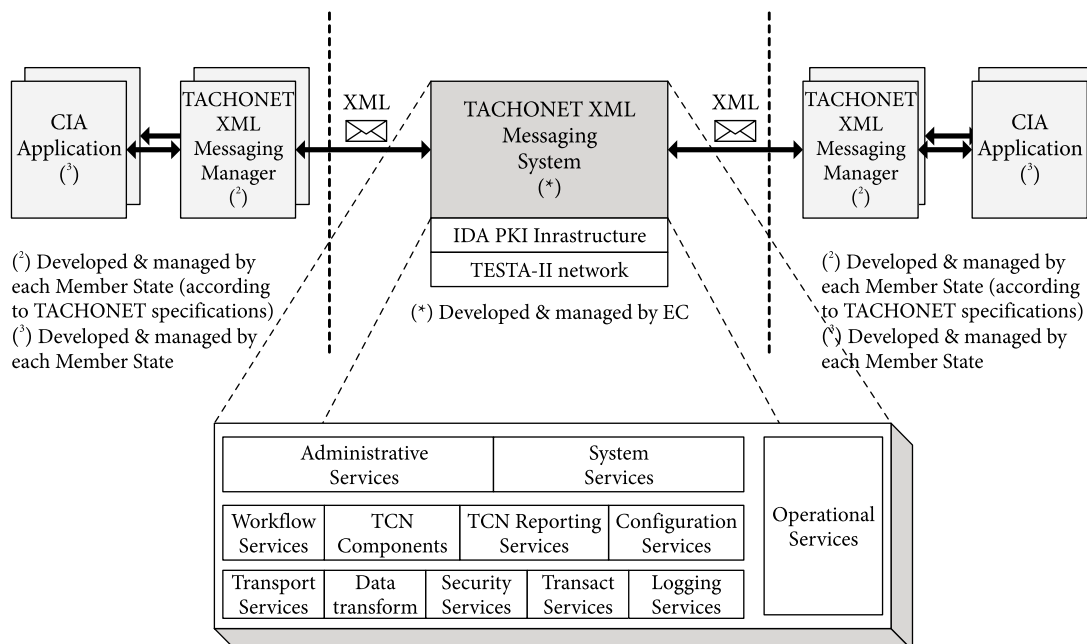 CIA
Application
(³)
TACHONET
XML
Messaging
Manager
(²)
XML
TACHONET XML
Messaging
System
(*)
IDA PKI Inrastructure
TESTA-II network
(*) Developed & managed by EC
XML
TACHONET
XML
Messaging
Manager
(²)
CIA
Application
(³)
(²) Developed & managed by
each Member State (according
to TACHONET specifications)
(³) Developed & managed by
each Member State
(²) Developed & managed by
each Member State (according
to TACHONET specifications)
(³) Developed & managed by
each Member State
Administrative
Services
System
Services
Workflow
Services
TCN
Components
TCN Reporting
Services
Configuration
Services
Transport
Services
Data
transform
Security
Services
Transact
Services
Logging
Services
Operational
Services